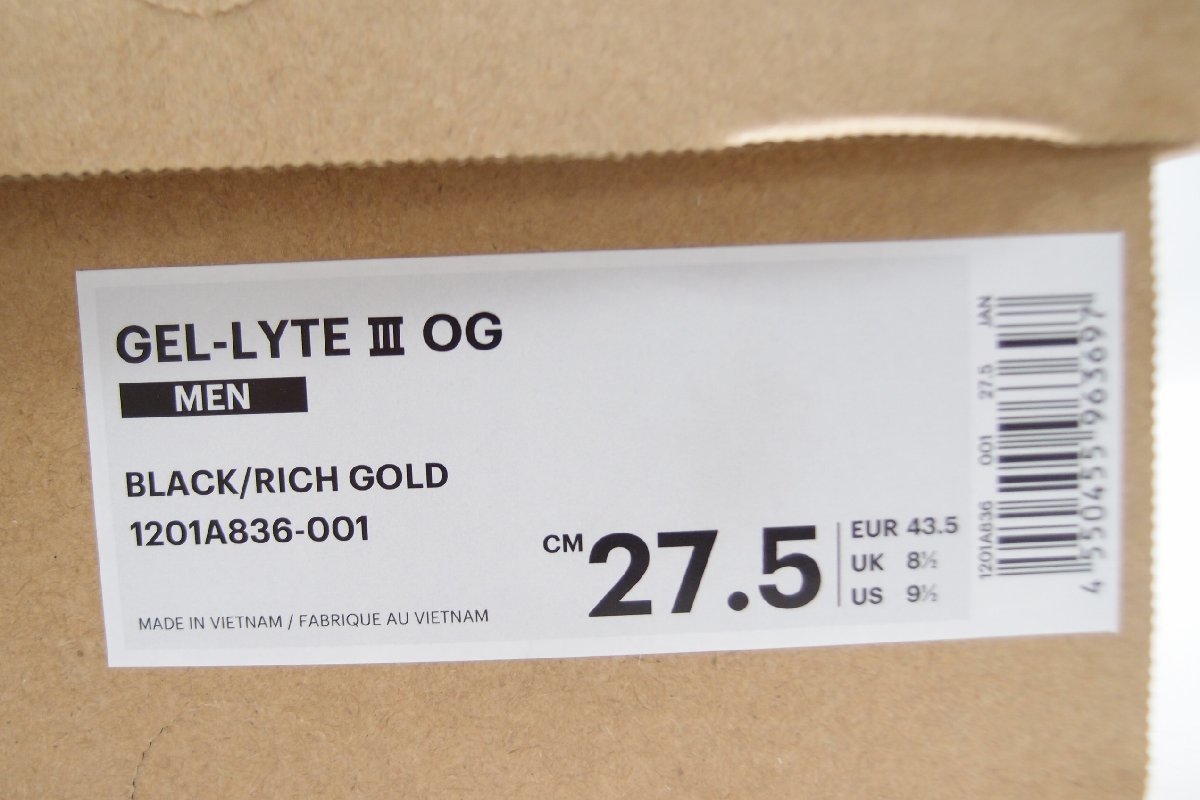 GEL-LYTE III OG
MEN
BLACK/RICH GOLD
1201A836-001
MADE IN VIETNAM / FABRIQUE AU VIETNAM
CM 27.5
EUR 43.5
UK 8½
US 9½
1201A836 001 27.5 JAN
4550455963697